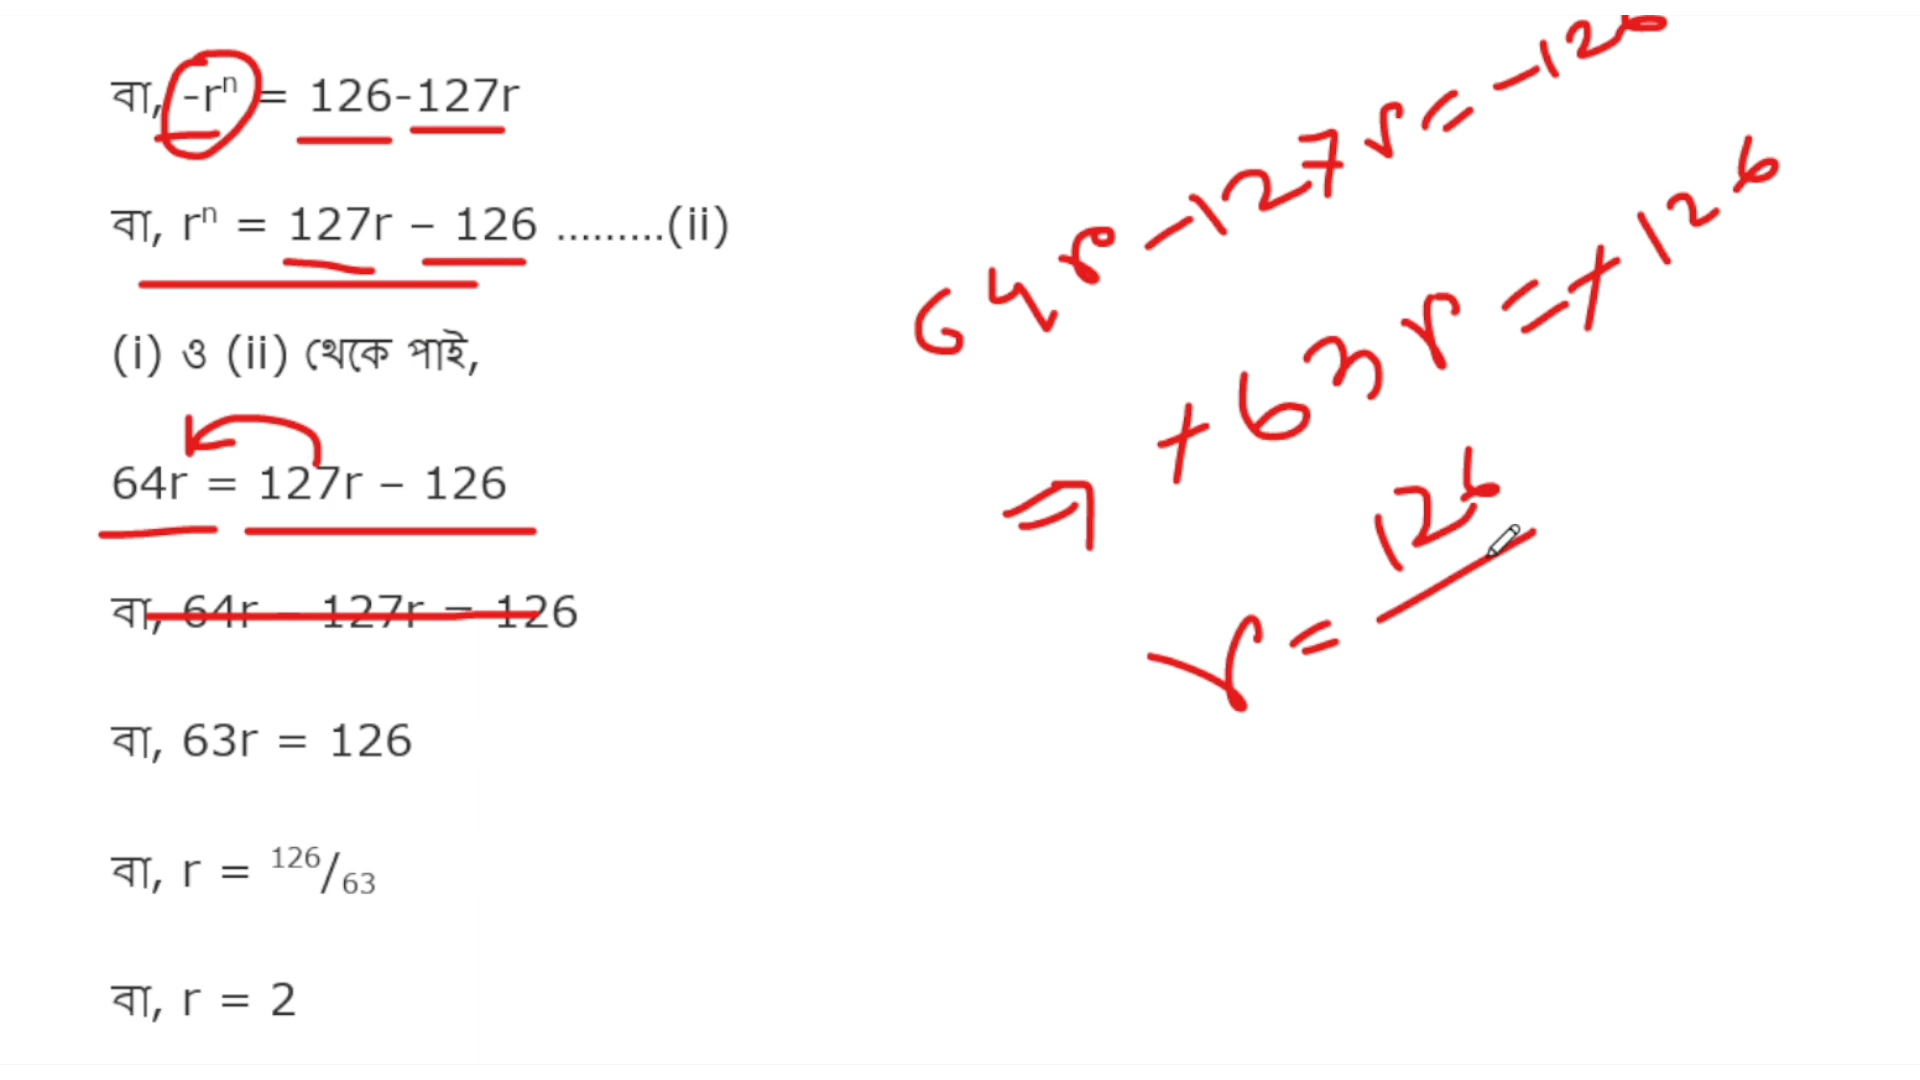 বা, -rⁿ = 126-127r
বা, rⁿ = 127r – 126 .........(ii)
(i) ও (ii) থেকে পাই,
64r = 127r – 126
বা, 64r – 127r = 126
বা, 63r = 126
বা, r = ¹²⁶/₆₃
বা, r = 2
64r - 127r = -126
⇒ +63r = +126
r = 126